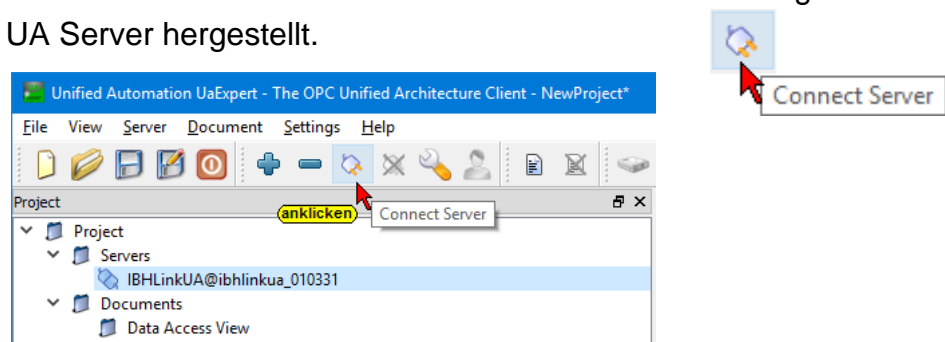 UA Server hergestellt.
Connect Server
Unified Automation UaExpert - The OPC Unified Architecture Client - NewProject*
File View Server Document Settings Help
Project
anklicken Connect Server
Project
Servers
IBHLinkUA@ibhlinkua_010331
Documents
Data Access View